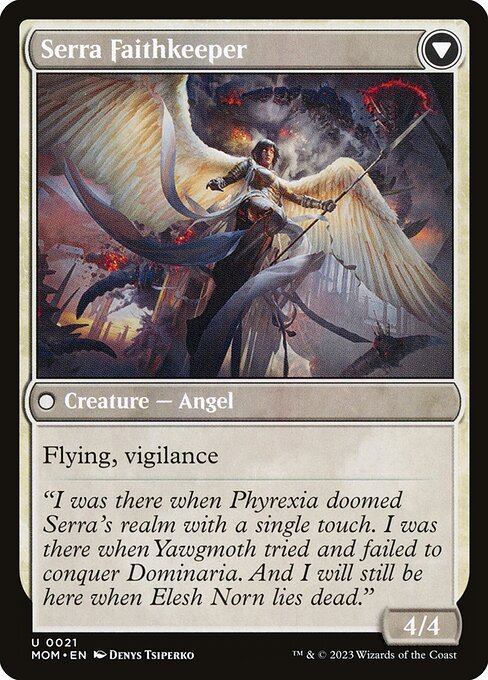 Serra Faithkeeper
Creature — Angel
Flying, vigilance
“I was there when Phyrexia doomed
Serra’s realm with a single touch. I was
there when Yawgmoth tried and failed to
conquer Dominaria. And I will still be
here when Elesh Norn lies dead.”
4/4
U 0021
MOM • EN Denys Tsiperko
™ & © 2023 Wizards of the Coast